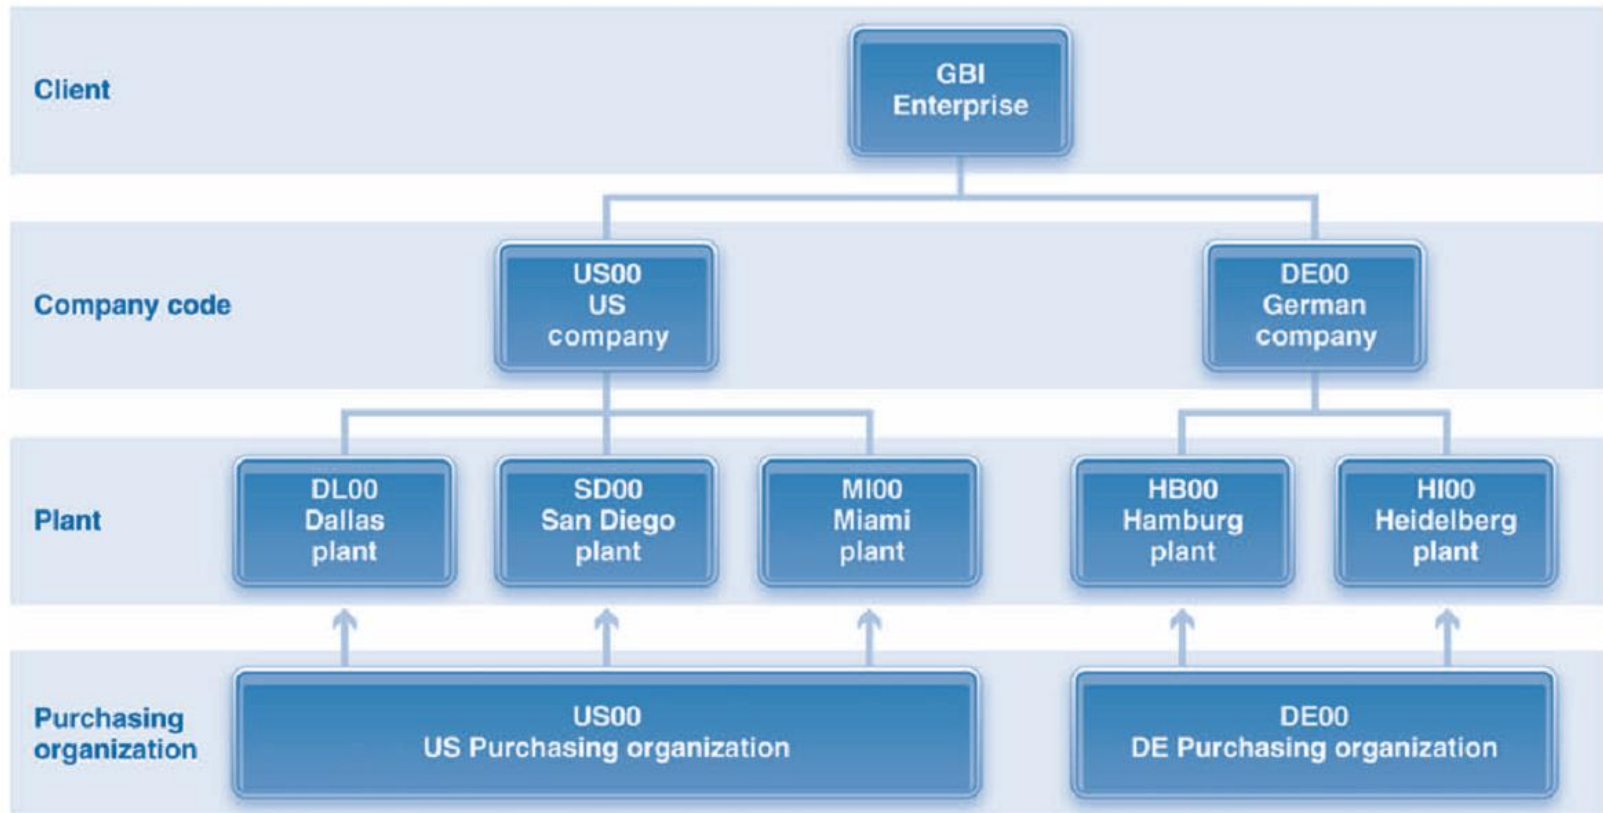 Client
GBI
Enterprise
Company code
US00
US
company
DE00
German
company
Plant
DL00
Dallas
plant
SD00
San Diego
plant
MI00
Miami
plant
HB00
Hamburg
plant
HI00
Heidelberg
plant
Purchasing
organization
US00
US Purchasing organization
DE00
DE Purchasing organization